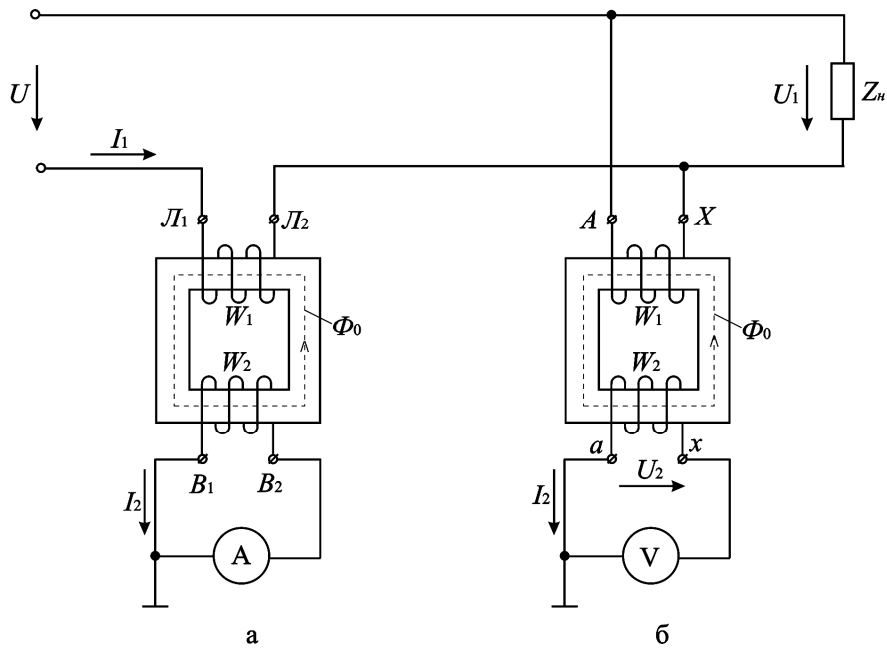 U
I₁
U₁
Zн
Л₁
Л₂
A
X
W₁
Φ₀
W₂
W₁
Φ₀
W₂
B₁
B₂
I₂
A
a
x
U₂
I₂
V
а
б